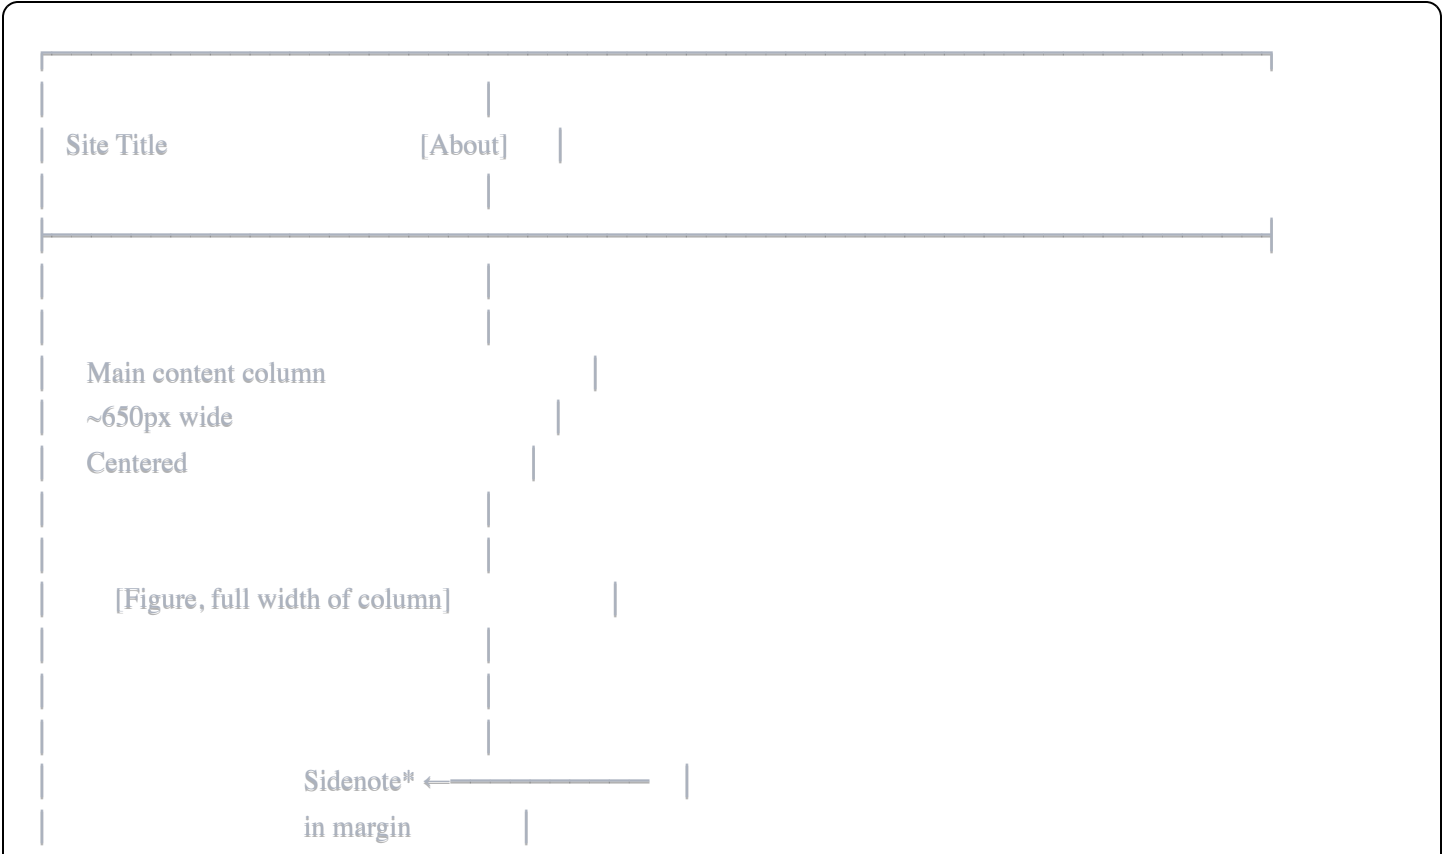 Site Title [About]
Main content column
~650px wide
Centered
[Figure, full width of column]
Sidenote* ←
in margin